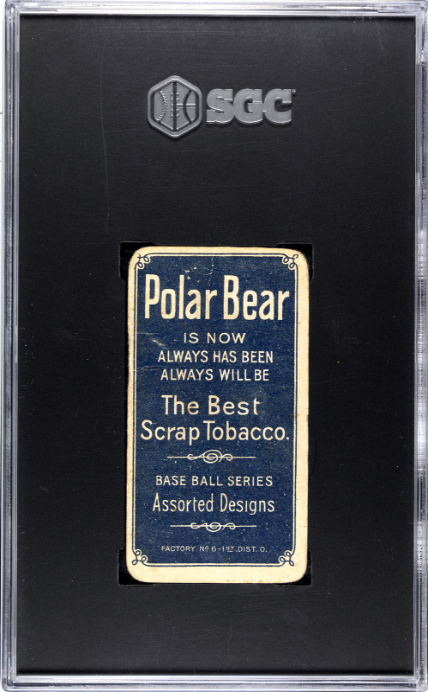 SGC
Polar Bear
IS NOW
ALWAYS HAS BEEN
ALWAYS WILL BE
The Best
Scrap Tobacco.
BASE BALL SERIES
Assorted Designs
FACTORY Nº 6-1ST. DIST. O.